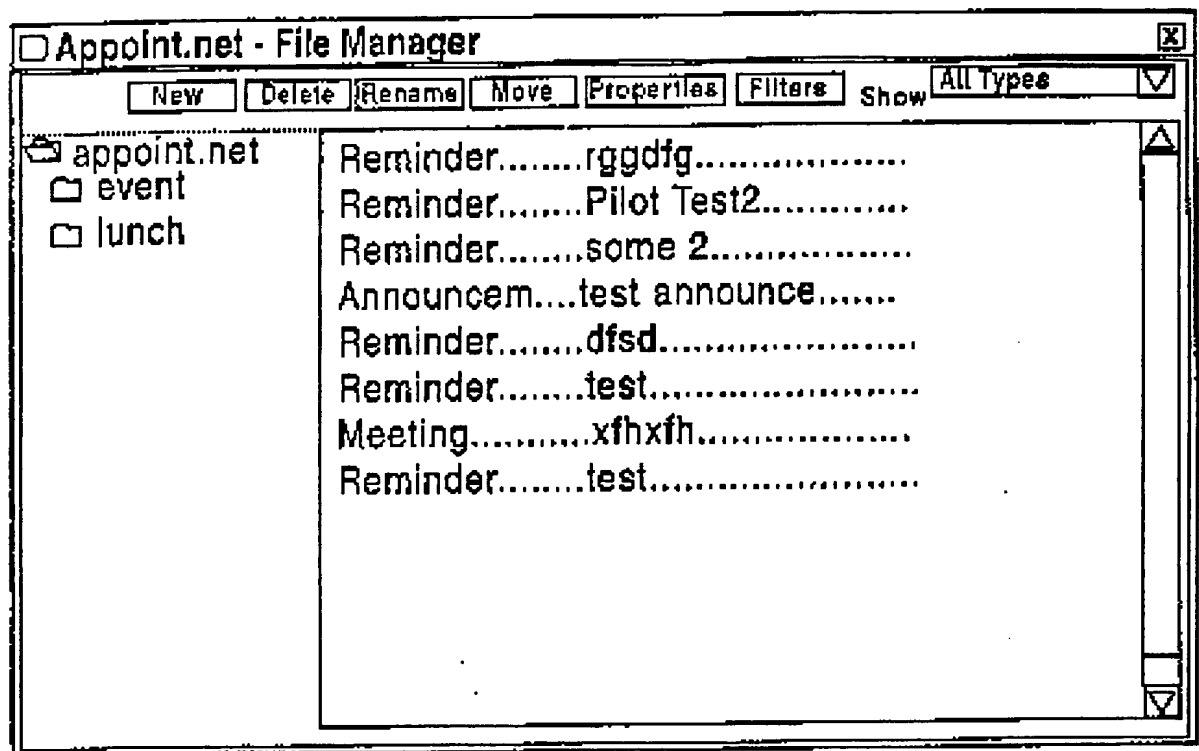 Appoint.net - File Manager
New Delete Rename Move Properties Filters Show All Types
appoint.net
event
lunch
Reminder........rggdfg....................
Reminder........Pilot Test2.............
Reminder........some 2..................
Announcem....test announce.......
Reminder........dfsd.......................
Reminder........test........................
Meeting...........xfhxfh...................
Reminder........test........................